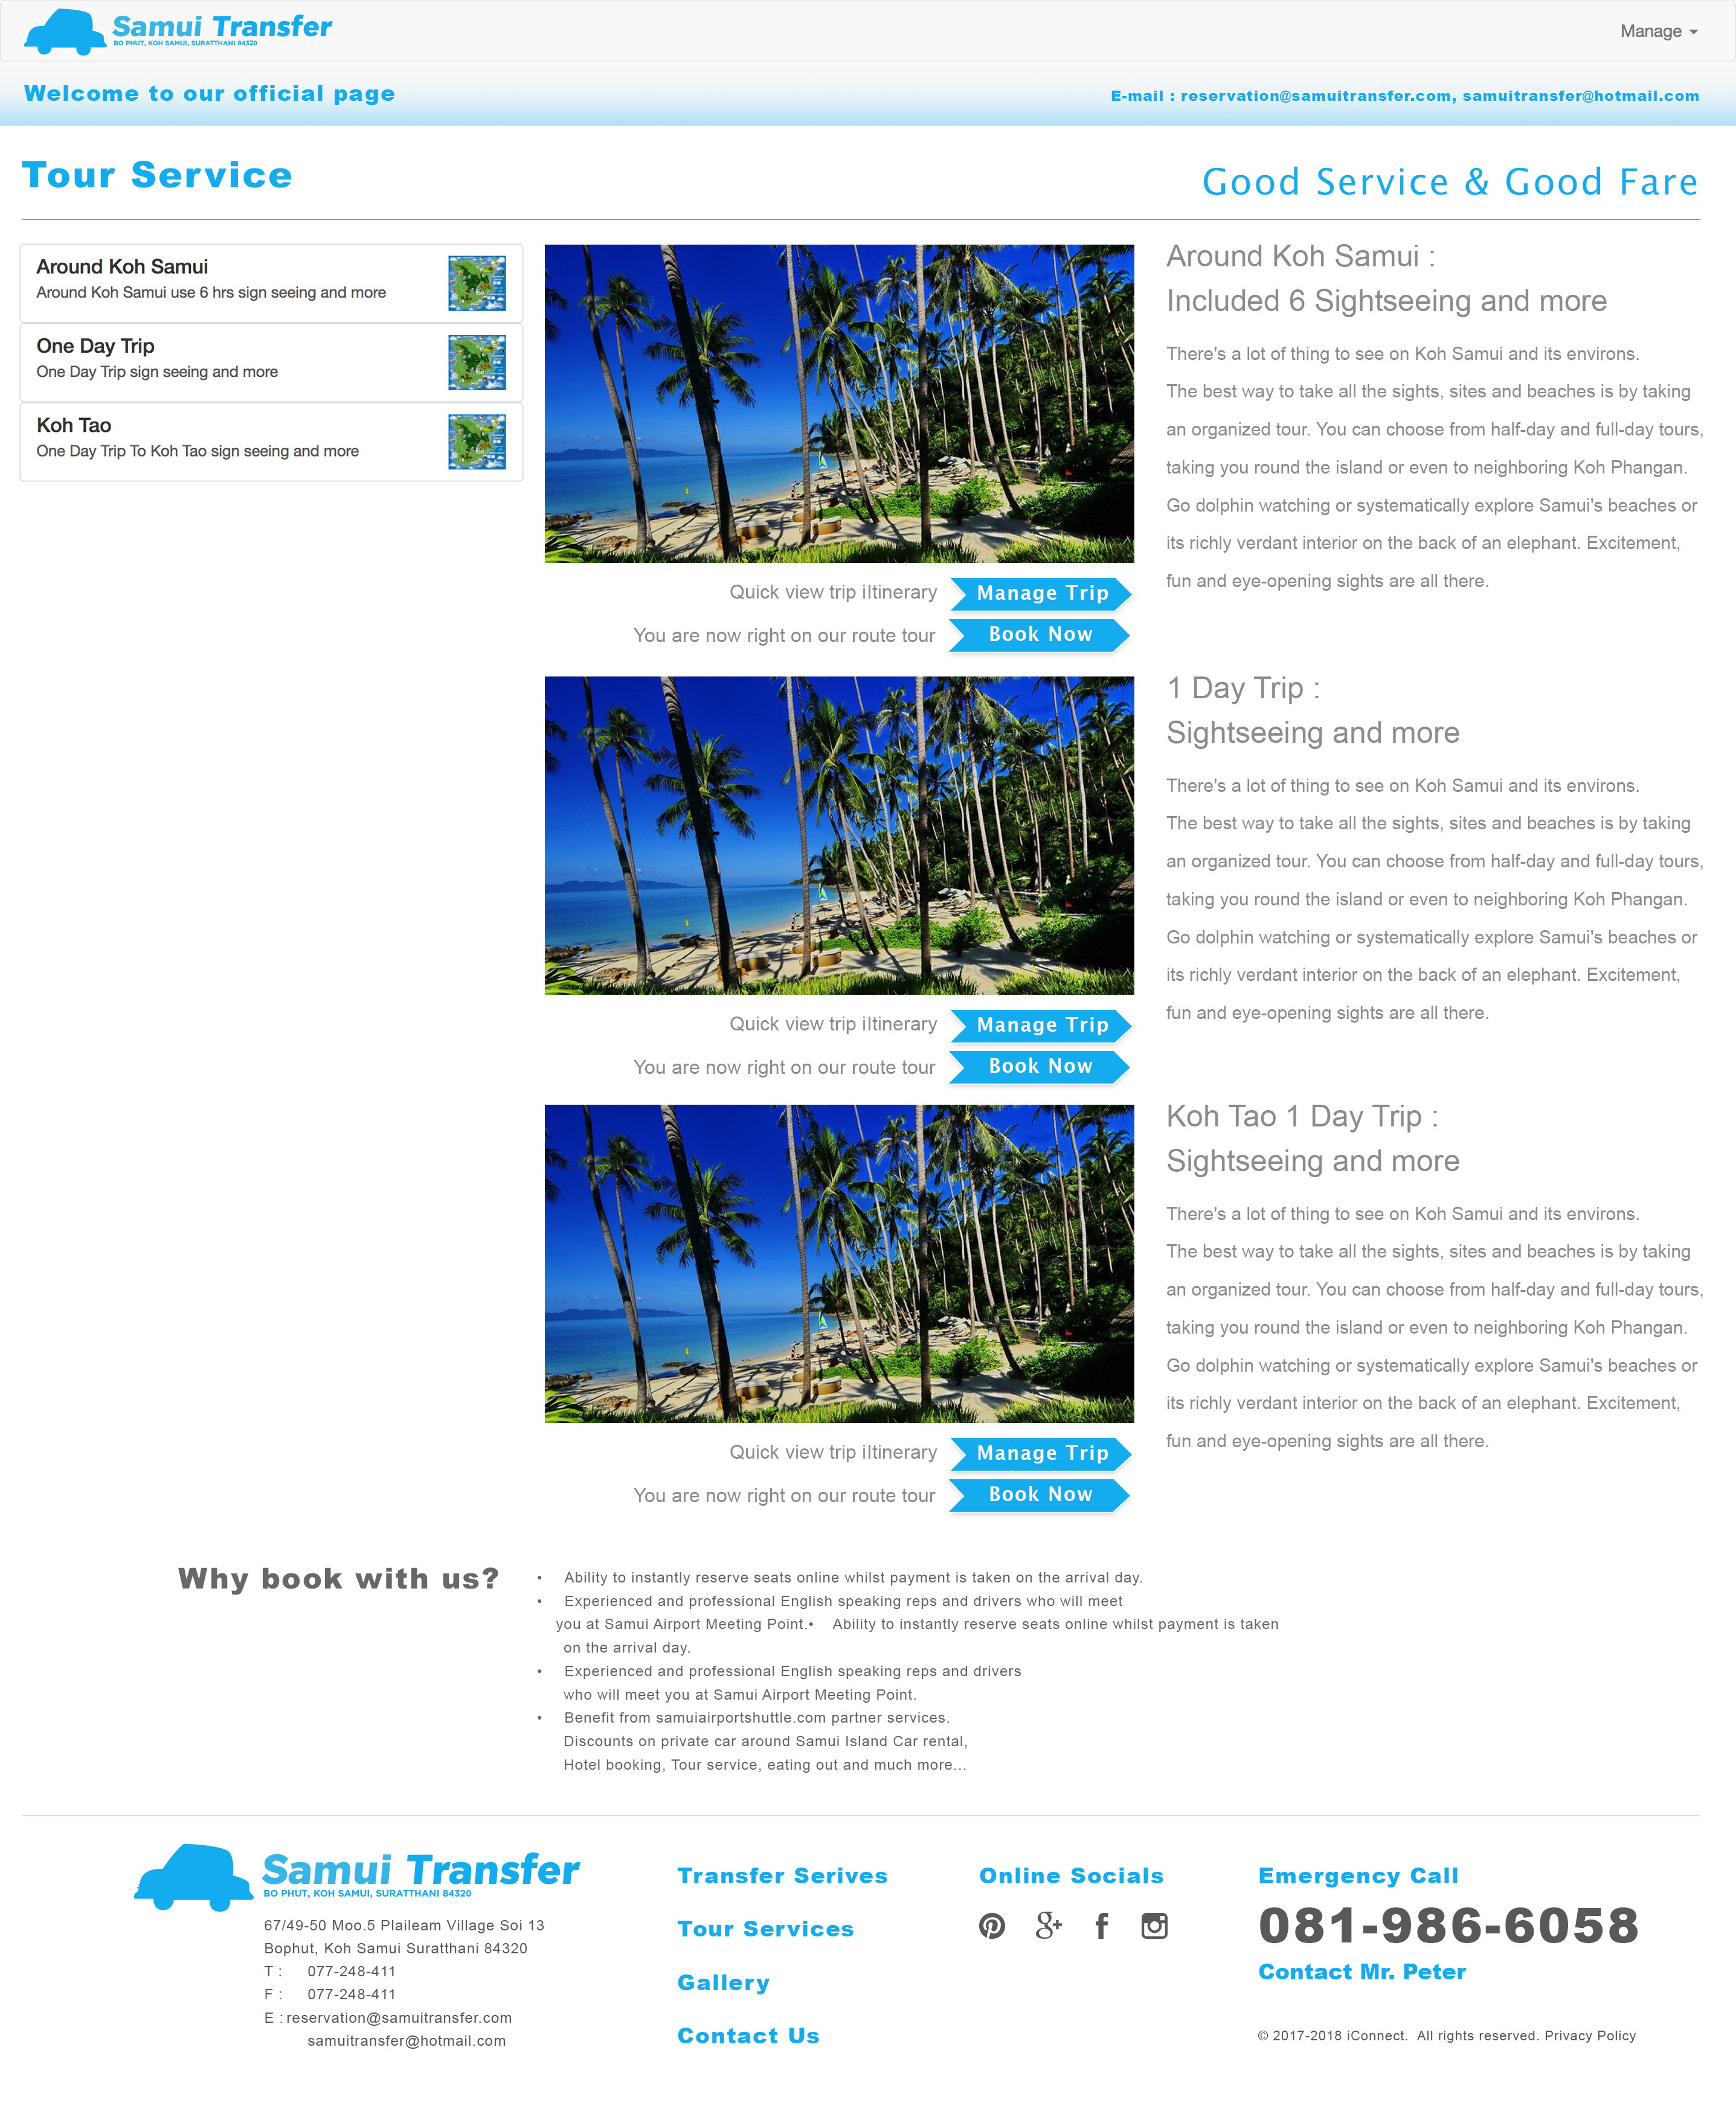 Samui Transfer
BO PHUT, KOH SAMUI, SURATTHANI 84320
Manage
Welcome to our official page
E-mail : reservation@samuitransfer.com, samuitransfer@hotmail.com
Tour Service
Good Service & Good Fare
Around Koh Samui
Around Koh Samui use 6 hrs sign seeing and more
One Day Trip
One Day Trip sign seeing and more
Koh Tao
One Day Trip To Koh Tao sign seeing and more
Around Koh Samui :
Included 6 Sightseeing and more
There's a lot of thing to see on Koh Samui and its environs.
The best way to take all the sights, sites and beaches is by taking
an organized tour. You can choose from half-day and full-day tours,
taking you round the island or even to neighboring Koh Phangan.
Go dolphin watching or systematically explore Samui's beaches or
its richly verdant interior on the back of an elephant. Excitement,
fun and eye-opening sights are all there.
Quick view trip iItinerary
Manage Trip
You are now right on our route tour
Book Now
1 Day Trip :
Sightseeing and more
There's a lot of thing to see on Koh Samui and its environs.
The best way to take all the sights, sites and beaches is by taking
an organized tour. You can choose from half-day and full-day tours,
taking you round the island or even to neighboring Koh Phangan.
Go dolphin watching or systematically explore Samui's beaches or
its richly verdant interior on the back of an elephant. Excitement,
fun and eye-opening sights are all there.
Quick view trip iItinerary
Manage Trip
You are now right on our route tour
Book Now
Koh Tao 1 Day Trip :
Sightseeing and more
There's a lot of thing to see on Koh Samui and its environs.
The best way to take all the sights, sites and beaches is by taking
an organized tour. You can choose from half-day and full-day tours,
taking you round the island or even to neighboring Koh Phangan.
Go dolphin watching or systematically explore Samui's beaches or
its richly verdant interior on the back of an elephant. Excitement,
fun and eye-opening sights are all there.
Quick view trip iItinerary
Manage Trip
You are now right on our route tour
Book Now
Why book with us?
• Ability to instantly reserve seats online whilst payment is taken on the arrival day.
• Experienced and professional English speaking reps and drivers who will meet
you at Samui Airport Meeting Point.• Ability to instantly reserve seats online whilst payment is taken
on the arrival day.
• Experienced and professional English speaking reps and drivers
who will meet you at Samui Airport Meeting Point.
• Benefit from samuiairportshuttle.com partner services.
Discounts on private car around Samui Island Car rental,
Hotel booking, Tour service, eating out and much more...
Samui Transfer
BO PHUT, KOH SAMUI, SURATTHANI 84320
67/49-50 Moo.5 Plaileam Village Soi 13
Bophut, Koh Samui Suratthani 84320
T : 077-248-411
F : 077-248-411
E : reservation@samuitransfer.com
samuitransfer@hotmail.com
Transfer Serives
Tour Services
Gallery
Contact Us
Online Socials
Emergency Call
081-986-6058
Contact Mr. Peter
© 2017-2018 iConnect. All rights reserved. Privacy Policy